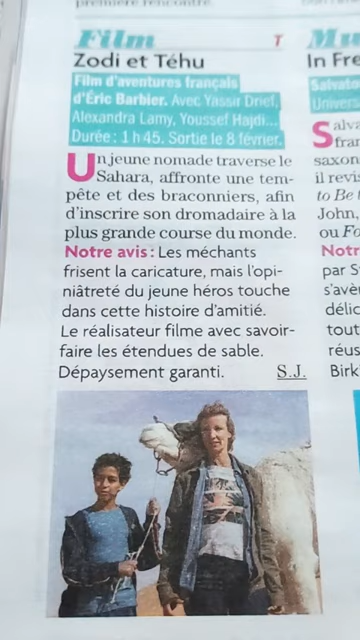 première rencontre.
Film T
Zodi et Téhu
Film d'aventures français
d'Éric Barbier. Avec Yassir Drief,
Alexandra Lamy, Youssef Hajdi...
Durée : 1 h 45. Sortie le 8 février.
Un jeune nomade traverse le
Sahara, affronte une tem-
pête et des braconniers, afin
d'inscrire son dromadaire à la
plus grande course du monde.
Notre avis : Les méchants
frisent la caricature, mais l'opi-
niâtreté du jeune héros touche
dans cette histoire d'amitié.
Le réalisateur filme avec savoir-
faire les étendues de sable.
Dépaysement garanti. S.J.
Mu
In Fre
Salvato
Univers
Salva
fran
saxon
il revis
to Be
John,
ou Fo
Notr
par S
s'avè
délic
tout
réus
Birk